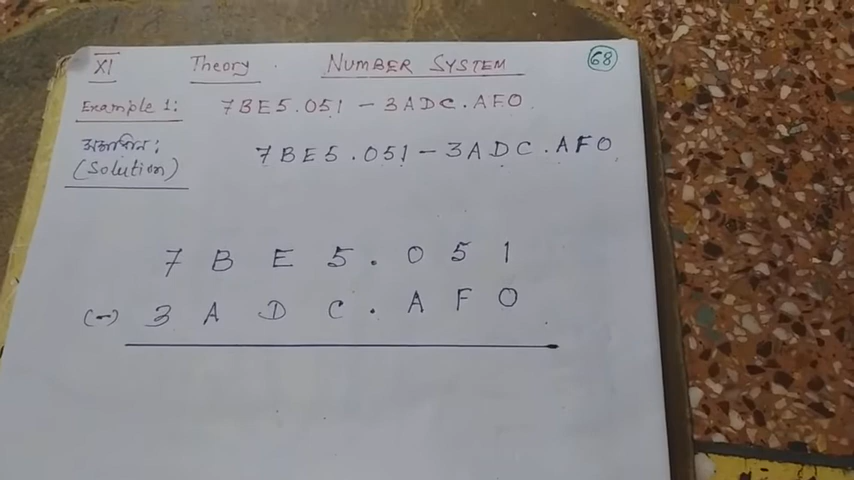 XI Theory. NUMBER SYSTEM 68
Example 1: 7BE5.051 - 3ADC.AF0
সমাধান: 7BE5.051 - 3ADC.AF0
(Solution)
7 B E 5 . 0 5 1
(-) 3 A D C . A F 0